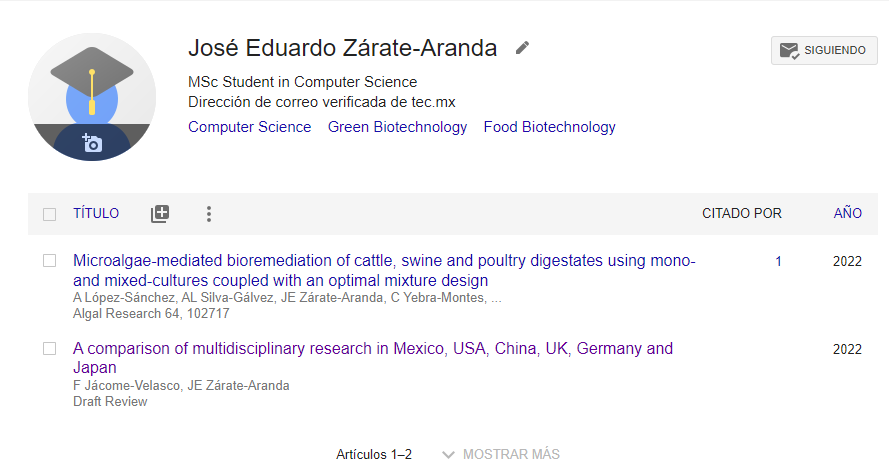 José Eduardo Zárate-Aranda
SIGUIENDO
MSc Student in Computer Science
Dirección de correo verificada de tec.mx
Computer Science Green Biotechnology Food Biotechnology
TÍTULO CITADO POR AÑO
Microalgae-mediated bioremediation of cattle, swine and poultry digestates using mono- 1 2022
and mixed-cultures coupled with an optimal mixture design
A López-Sánchez, AL Silva-Gálvez, JE Zárate-Aranda, C Yebra-Montes, ...
Algal Research 64, 102717
A comparison of multidisciplinary research in Mexico, USA, China, UK, Germany and 2022
Japan
F Jácome-Velasco, JE Zárate-Aranda
Draft Review
Artículos 1–2 MOSTRAR MÁS